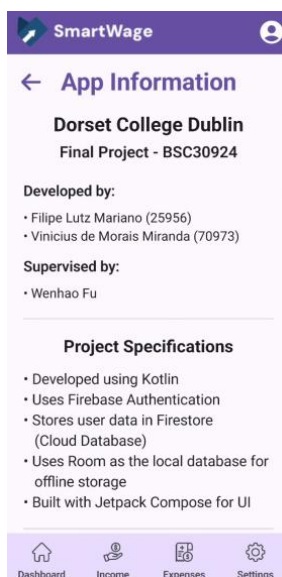 SmartWage
← App Information
Dorset College Dublin
Final Project - BSC30924
Developed by:
• Filipe Lutz Mariano (25956)
• Vinicius de Morais Miranda (70973)
Supervised by:
• Wenhao Fu
Project Specifications
• Developed using Kotlin
• Uses Firebase Authentication
• Stores user data in Firestore
(Cloud Database)
• Uses Room as the local database for
offline storage
• Built with Jetpack Compose for UI
Dashboard Income Expenses Settings